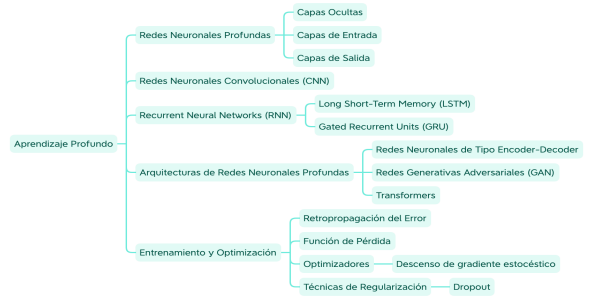 Capas Ocultas
Redes Neuronales Profundas
Capas de Entrada
Capas de Salida
Redes Neuronales Convolucionales (CNN)
Long Short-Term Memory (LSTM)
Recurrent Neural Networks (RNN)
Gated Recurrent Units (GRU)
Aprendizaje Profundo
Redes Neuronales de Tipo Encoder-Decoder
Arquitecturas de Redes Neuronales Profundas
Redes Generativas Adversariales (GAN)
Transformers
Retropropagación del Error
Función de Pérdida
Entrenamiento y Optimización
Optimizadores
Descenso de gradiente estocéstico
Técnicas de Regularización
Dropout